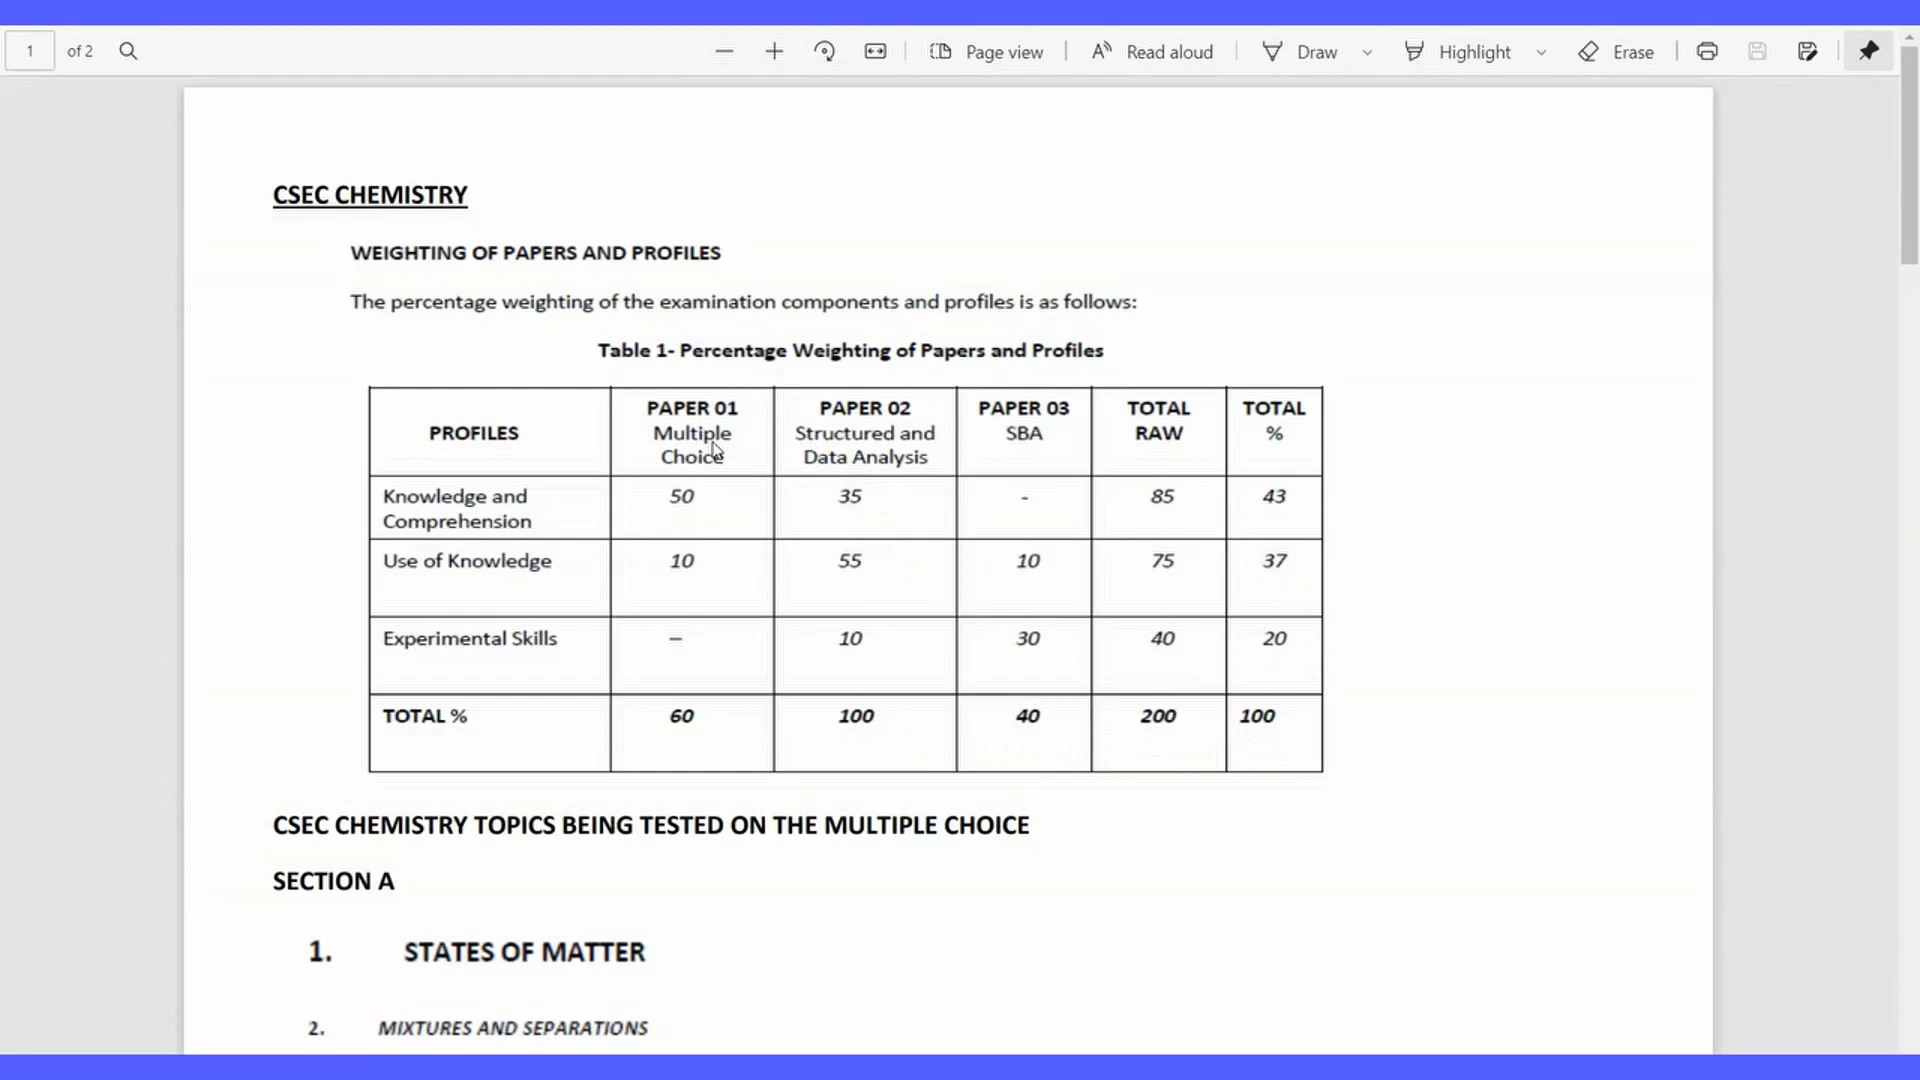 1 of 2
Page view
Read aloud
Draw
Highlight
Erase
CSEC CHEMISTRY
WEIGHTING OF PAPERS AND PROFILES
The percentage weighting of the examination components and profiles is as follows:
Table 1- Percentage Weighting of Papers and Profiles
PROFILES
PAPER 01
Multiple
Choice
PAPER 02
Structured and
Data Analysis
PAPER 03
SBA
TOTAL
RAW
TOTAL
%
Knowledge and
Comprehension
50
35
-
85
43
Use of Knowledge
10
55
10
75
37
Experimental Skills
–
10
30
40
20
TOTAL %
60
100
40
200
100
CSEC CHEMISTRY TOPICS BEING TESTED ON THE MULTIPLE CHOICE
SECTION A
1. STATES OF MATTER
2. MIXTURES AND SEPARATIONS